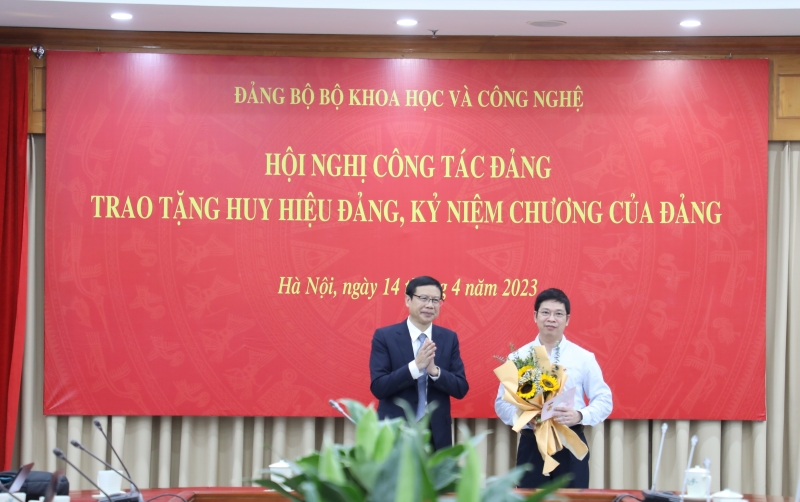 ĐẢNG BỘ BỘ KHOA HỌC VÀ CÔNG NGHỆ
HỘI NGHỊ CÔNG TÁC ĐẢNG
TRAO TẶNG HUY HIỆU ĐẢNG, KỶ NIỆM CHƯƠNG CỦA ĐẢNG
Hà Nội, ngày 14 tháng 4 năm 2023